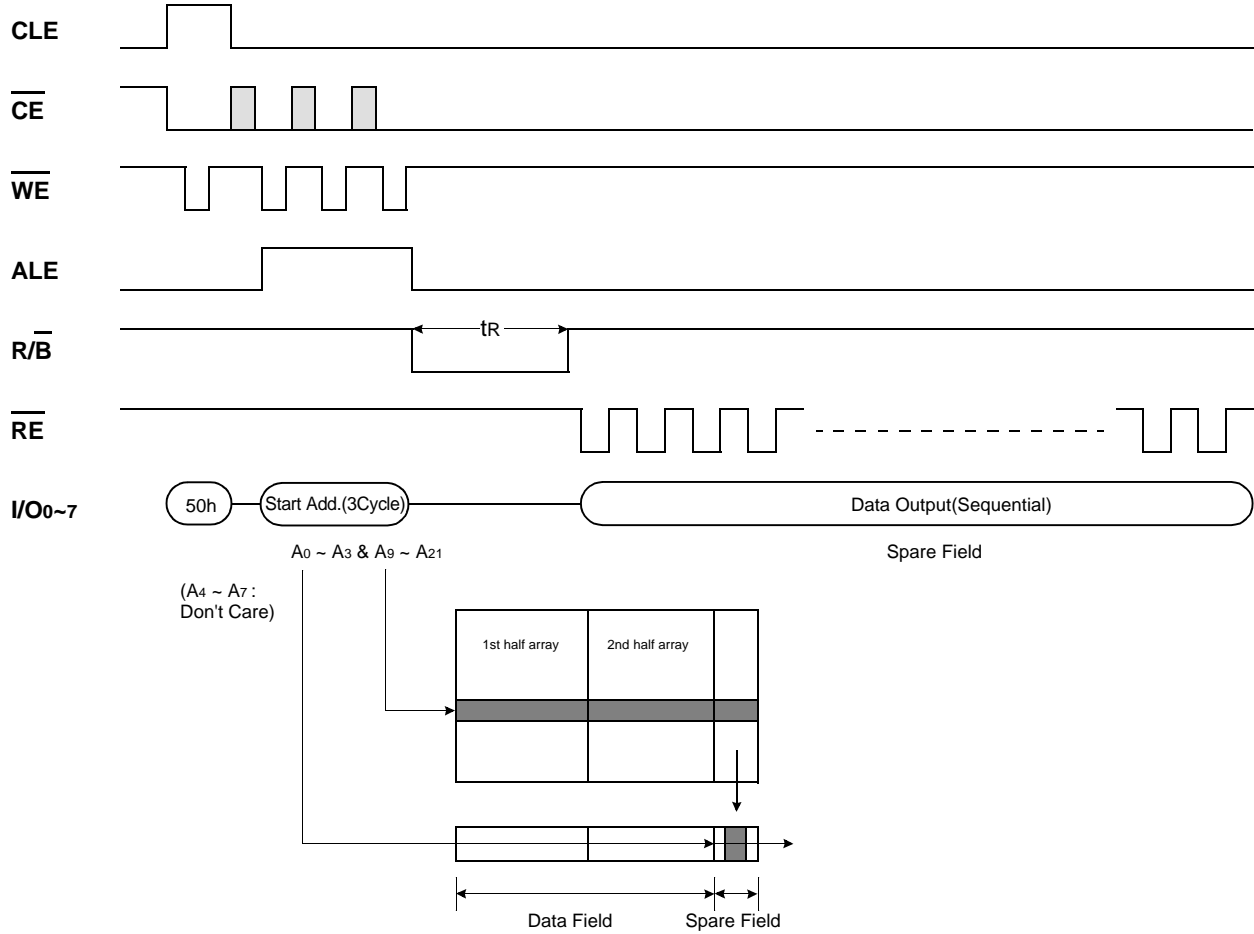 CLE
CE
WE
ALE
R/B
tR
RE
I/O0~7
50h
Start Add.(3Cycle)
Data Output(Sequential)
A0 ~ A3 & A9 ~ A21
Spare Field
(A4 ~ A7 :
Don't Care)
1st half array
2nd half array
Data Field
Spare Field